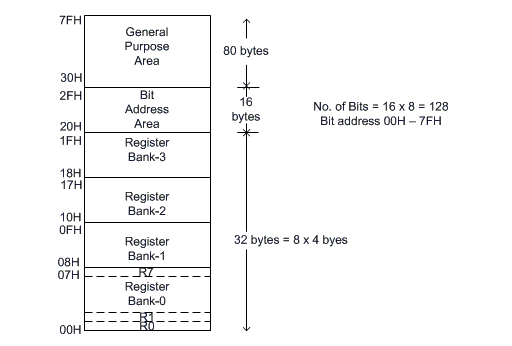 7FH
General
Purpose
Area
80 bytes
30H
2FH
Bit
Address
Area
16
bytes
No. of Bits = 16 x 8 = 128
Bit address 00H – 7FH
20H
1FH
Register
Bank-3
18H
17H
Register
Bank-2
10H
0FH
Register
Bank-1
32 bytes = 8 x 4 byes
08H
07H
R7
Register
Bank-0
R1
R0
00H